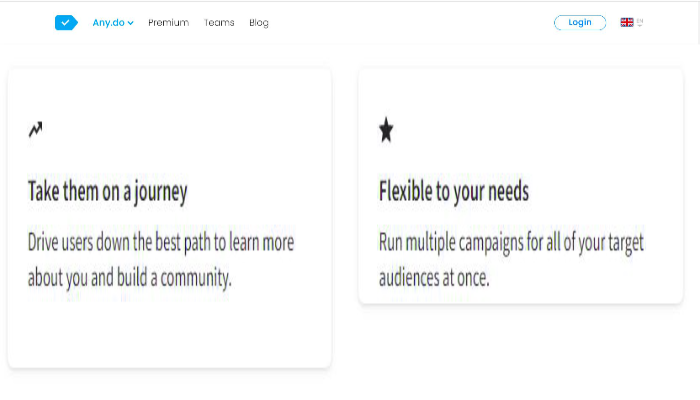 Any.do Premium Teams Blog Login EN
Take them on a journey
Drive users down the best path to learn more
about you and build a community.
Flexible to your needs
Run multiple campaigns for all of your target
audiences at once.